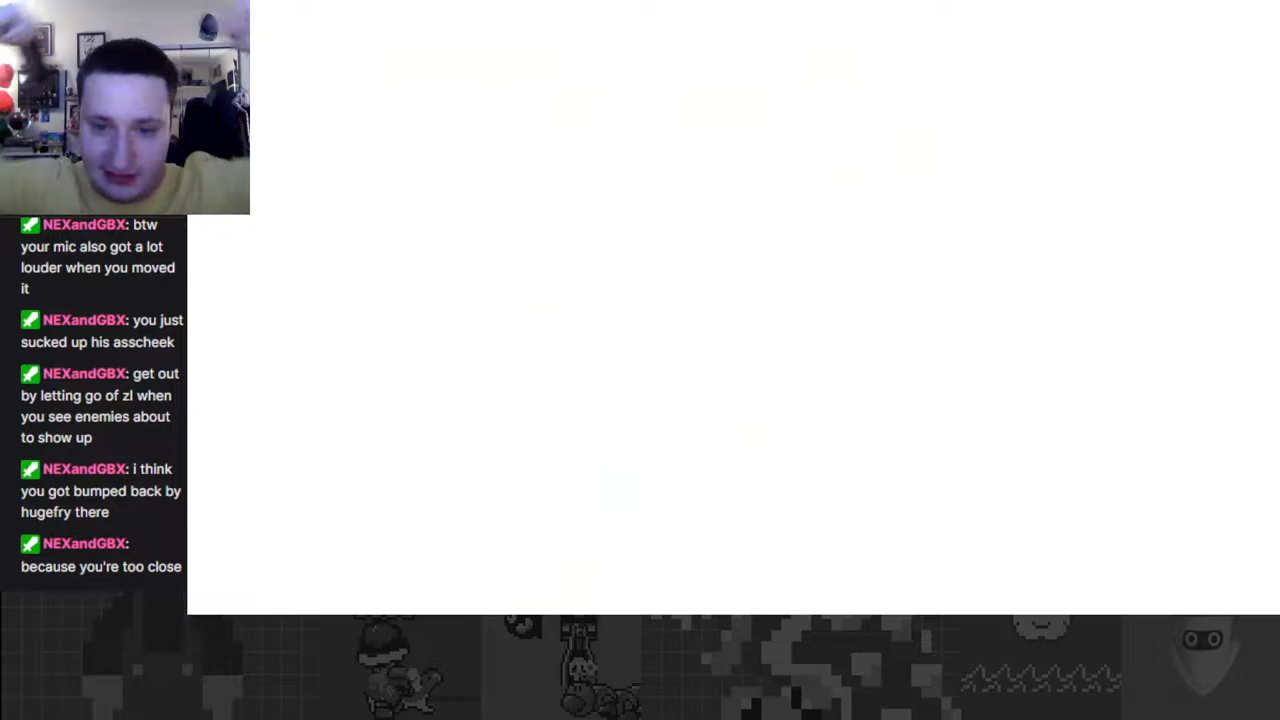 NEXandGBX: btw
your mic also got a lot
louder when you moved
it
NEXandGBX: you just
sucked up his asscheek
NEXandGBX: get out
by letting go of zl when
you see enemies about
to show up
NEXandGBX: i think
you got bumped back by
hugefry there
NEXandGBX:
because you're too close